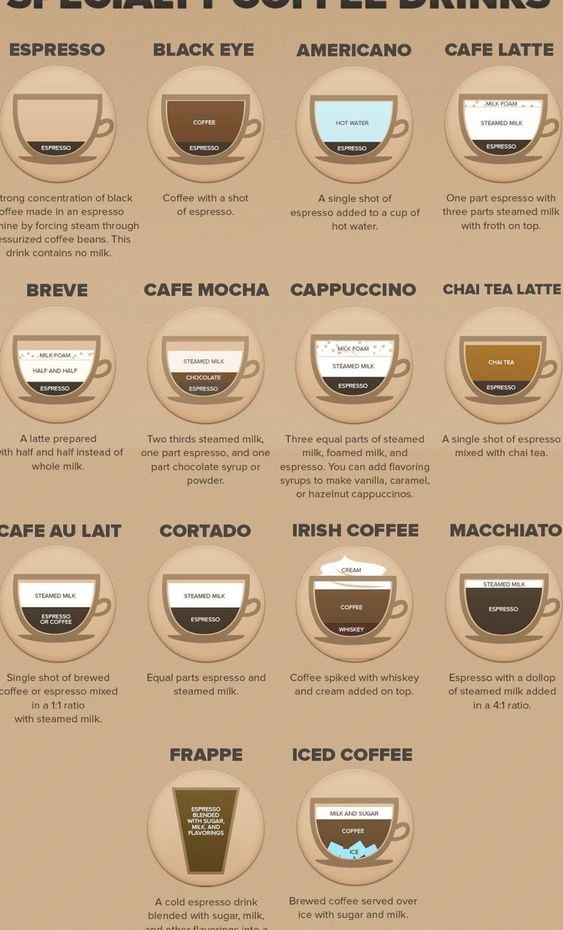 SPECIALTY COFFEE DRINKS
ESPRESSO
ESPRESSO
trong concentration of black
offee made in an espresso
hine by forcing steam through
essurized coffee beans. This
drink contains no milk.
BLACK EYE
COFFEE
ESPRESSO
Coffee with a shot
of espresso.
AMERICANO
HOT WATER
ESPRESSO
A single shot of
espresso added to a cup of
hot water.
CAFE LATTE
MILK FOAM
STEAMED MILK
ESPRESSO
One part espresso with
three parts steamed milk
with froth on top.
BREVE
MILK FOAM
HALF AND HALF
ESPRESSO
A latte prepared
ith half and half instead of
whole milk.
CAFE MOCHA
STEAMED MILK
CHOCOLATE
ESPRESSO
Two thirds steamed milk,
one part espresso, and one
part chocolate syrup or
powder.
CAPPUCCINO
MILK FOAM
STEAMED MILK
ESPRESSO
Three equal parts of steamed
milk, foamed milk, and
espresso. You can add flavoring
syrups to make vanilla, caramel,
or hazelnut cappuccinos.
CHAI TEA LATTE
CHAI TEA
ESPRESSO
A single shot of espresso
mixed with chai tea.
CAFE AU LAIT
STEAMED MILK
ESPRESSO
OR COFFEE
Single shot of brewed
coffee or espresso mixed
in a 1:1 ratio
with steamed milk.
CORTADO
STEAMED MILK
ESPRESSO
Equal parts espresso and
steamed milk.
IRISH COFFEE
CREAM
COFFEE
WHISKEY
Coffee spiked with whiskey
and cream added on top.
MACCHIATO
STEAMED MILK
ESPRESSO
Espresso with a dollop
of steamed milk added
in a 4:1 ratio.
FRAPPE
ESPRESSO
BLENDED
WITH SUGAR,
MILK, AND
FLAVORINGS
A cold espresso drink
blended with sugar, milk,
and other flavorings into a
ICED COFFEE
MILK AND SUGAR
COFFEE
ICE
Brewed coffee served over
ice with sugar and milk.